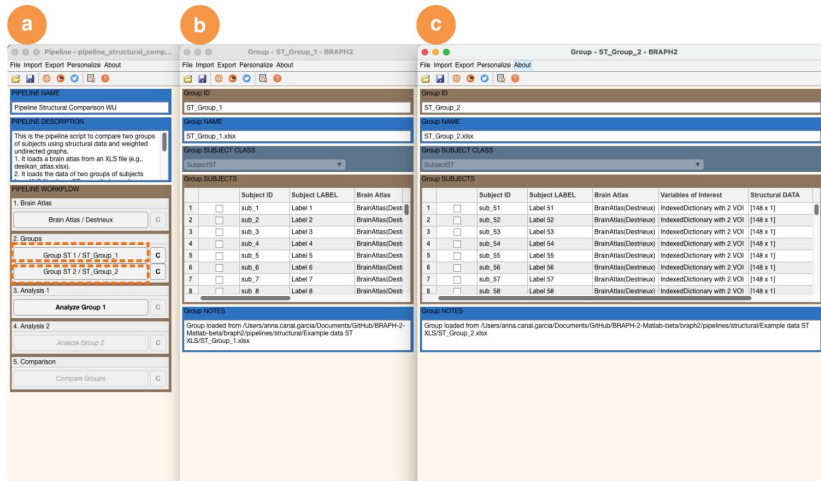 a
b
c
Pipeline - pipeline_structural_comp...
File Import Export Personalize About
PIPELINE NAME
Pipeline Structural Comparison WU
PIPELINE DESCRIPTION
This is the pipeline script to compare two groups
of subjects using structural data and weighted
undirected graphs.
1. It loads a brain atlas from an XLS file (e.g.,
desikan_atlas.xlsx).
2. It loads the data of two groups of subjects
PIPELINE WORKFLOW
1. Brain Atlas
Brain Atlas / Destrieux C
2. Groups
Group ST 1 / ST_Group_1 C
Group ST 2 / ST_Group_2 C
3. Analysis 1
Analyze Group 1 C
4. Analysis 2
Analyze Group 2 C
5. Comparison
Compare Groups C
Group - ST_Group_1 - BRAPH2
File Import Export Personalize About
Group ID
ST_Group_1
Group NAME
ST_Group_1.xlsx
Group SUBJECT CLASS
SubjectST
Group SUBJECTS
Subject ID Subject LABEL Brain Atlas
1 sub_1 Label 1 BrainAtlas(Destr
2 sub_2 Label 2 BrainAtlas(Destr
3 sub_3 Label 3 BrainAtlas(Destr
4 sub_4 Label 4 BrainAtlas(Destr
5 sub_5 Label 5 BrainAtlas(Destr
6 sub_6 Label 6 BrainAtlas(Destr
7 sub_7 Label 7 BrainAtlas(Destr
8 sub_8 Label 8 BrainAtlas(Destr
Group NOTES
Group loaded from /Users/anna.canal.garcia/Documents/GitHub/BRAPH-2-
Matlab-beta/braph2/pipelines/structural/Example data ST
XLS/ST_Group_1.xlsx
Group - ST_Group_2 - BRAPH2
File Import Export Personalize About
Group ID
ST_Group_2
Group NAME
ST_Group_2.xlsx
Group SUBJECT CLASS
SubjectST
Group SUBJECTS
Subject ID Subject LABEL Brain Atlas Variables of Interest Structural DATA
1 sub_51 Label 51 BrainAtlas(Destrieux) IndexedDictionary with 2 VOI [148 x 1]
2 sub_52 Label 52 BrainAtlas(Destrieux) IndexedDictionary with 2 VOI [148 x 1]
3 sub_53 Label 53 BrainAtlas(Destrieux) IndexedDictionary with 2 VOI [148 x 1]
4 sub_54 Label 54 BrainAtlas(Destrieux) IndexedDictionary with 2 VOI [148 x 1]
5 sub_55 Label 55 BrainAtlas(Destrieux) IndexedDictionary with 2 VOI [148 x 1]
6 sub_56 Label 56 BrainAtlas(Destrieux) IndexedDictionary with 2 VOI [148 x 1]
7 sub_57 Label 57 BrainAtlas(Destrieux) IndexedDictionary with 2 VOI [148 x 1]
8 sub_58 Label 58 BrainAtlas(Destrieux) IndexedDictionary with 2 VOI [148 x 1]
Group NOTES
Group loaded from /Users/anna.canal.garcia/Documents/GitHub/BRAPH-2-Matlab-beta/braph2/pipelines/structural/Example data ST
XLS/ST_Group_2.xlsx